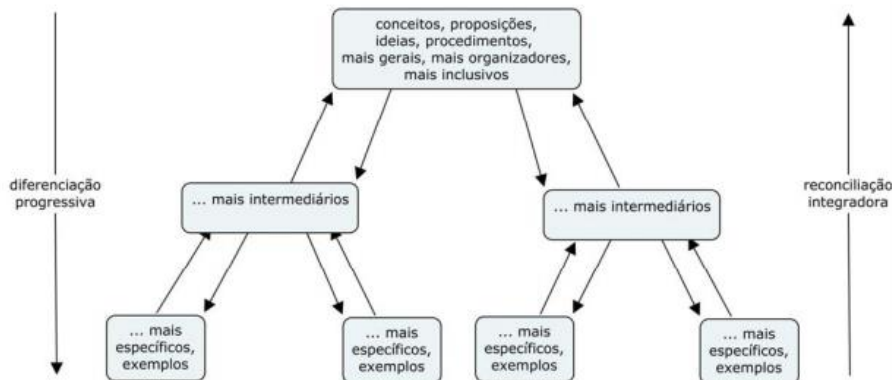 conceitos, proposições,
ideias, procedimentos,
mais gerais, mais organizadores,
mais inclusivos
diferenciação
progressiva
... mais intermediários
... mais intermediários
reconciliação
integradora
... mais
específicos,
exemplos
... mais
específicos,
exemplos
... mais
específicos,
exemplos
... mais
específicos,
exemplos